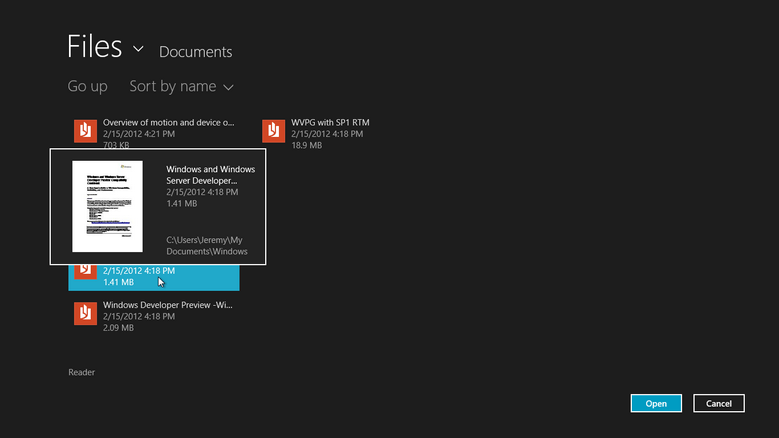 Files
Documents
Go up
Sort by name
Overview of motion and device o...
2/15/2012 4:21 PM
703 KB
WVPG with SP1 RTM
2/15/2012 4:18 PM
18.9 MB
Windows and Windows
Server Developer...
2/15/2012 4:18 PM
1.41 MB
C:\Users\Jeremy\My
Documents\Windows
2/15/2012 4:18 PM
1.41 MB
Windows Developer Preview -Wi...
2/15/2012 4:18 PM
2.09 MB
Reader
Open
Cancel